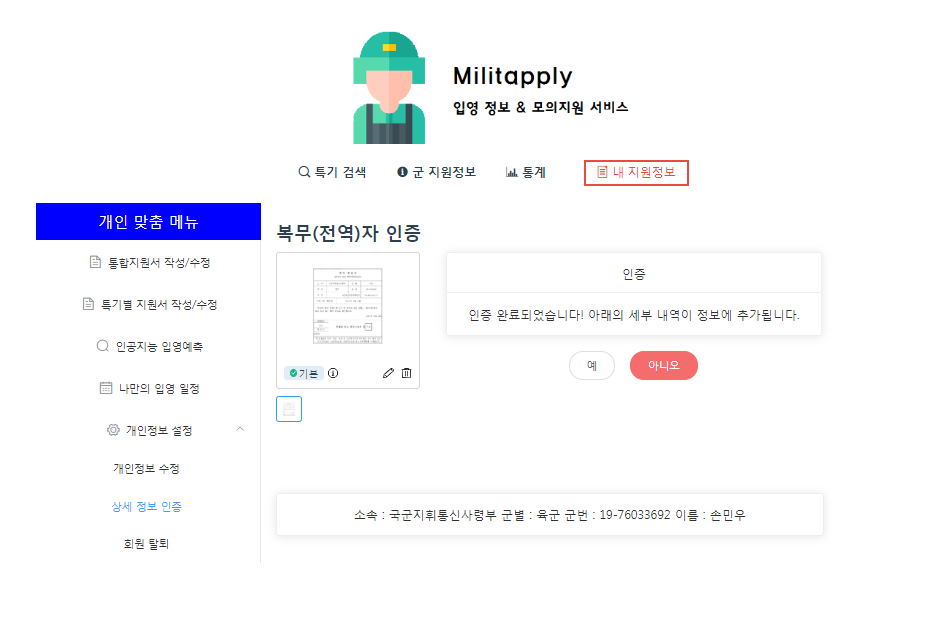 Militapply
입영 정보 & 모의지원 서비스
특기 검색
군 지원정보
통계
내 지원정보
개인 맞춤 메뉴
통합지원서 작성/수정
특기별 지원서 작성/수정
인공지능 입영예측
나만의 입영 일정
개인정보 설정
개인정보 수정
상세 정보 인증
회원 탈퇴
복무(전역)자 인증
기본
인증
인증 완료되었습니다! 아래의 세부 내역이 정보에 추가됩니다.
예
아니오
소속 : 국군지휘통신사령부 군별 : 육군 군번 : 19-76033692 이름 : 손민우